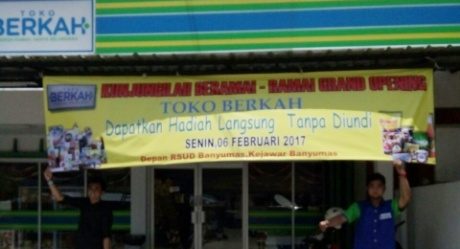 TOKO
BERKAH
KUNJUNGILAH BERAMAI - RAMAI GRAND OPENING
BERKAH
TOKO BERKAH
Dapatkan Hadiah Langsung Tanpa Diundi
SENIN, 06 FEBRUARI 2017
Depan RSUD Banyumas, Kejawar Banyumas